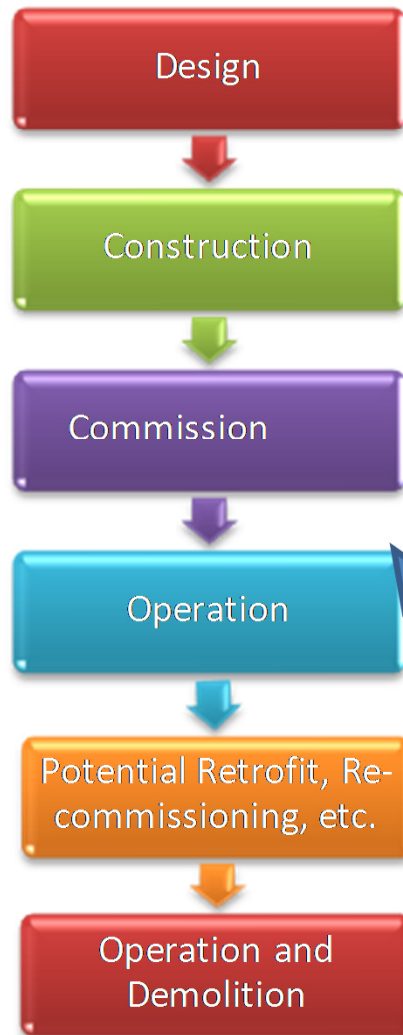 Design
Construction
Commission
Operation
Potential Retrofit, Re-
commissioning, etc.
Operation and
Demolition